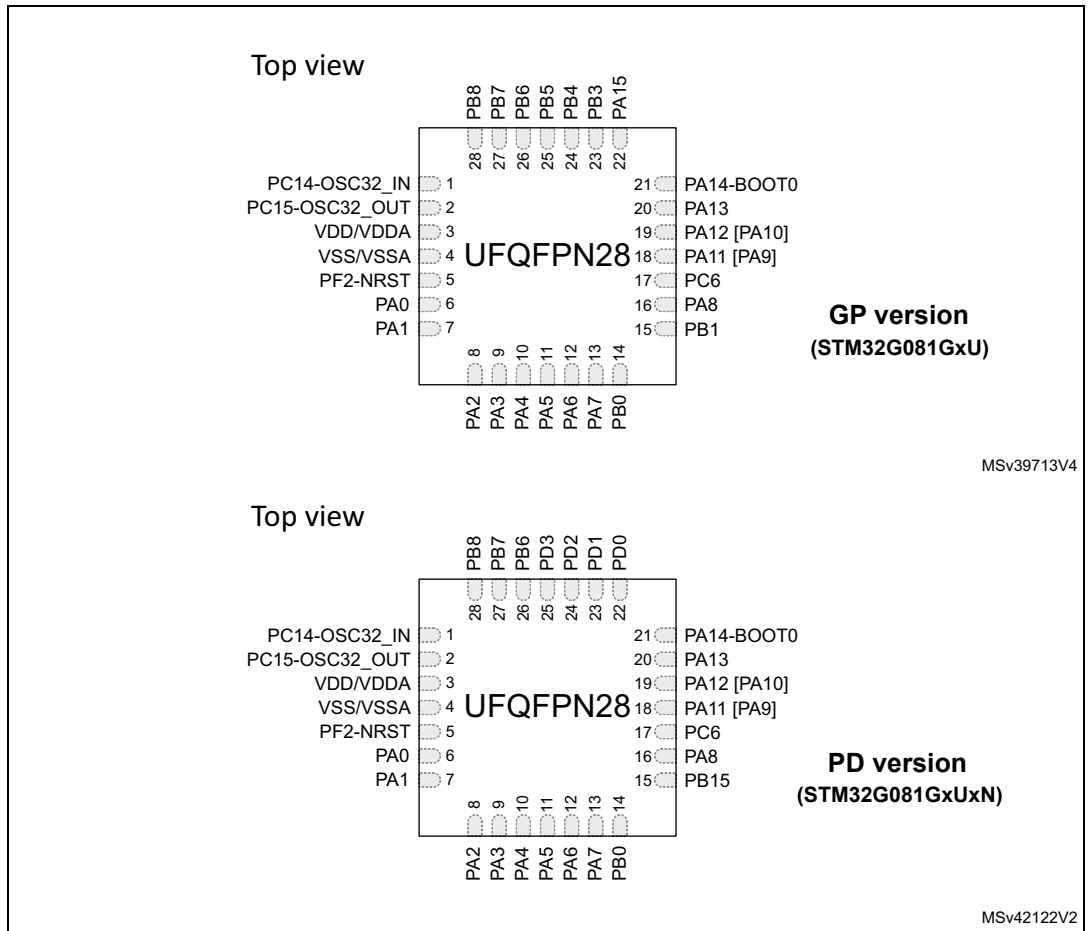 Top view
PB8
PB7
PB6
PB5
PB4
PB3
PA15
28
27
26
25
24
23
22
PC14-OSC32_IN 1
PC15-OSC32_OUT 2
VDD/VDDA 3
VSS/VSSA 4
PF2-NRST 5
PA0 6
PA1 7
UFQFPN28
21 PA14-BOOT0
20 PA13
19 PA12 [PA10]
18 PA11 [PA9]
17 PC6
16 PA8
15 PB1
8
9
10
11
12
13
14
PA2
PA3
PA4
PA5
PA6
PA7
PB0
GP version
(STM32G081GxU)
MSv39713V4
Top view
PB8
PB7
PB6
PD3
PD2
PD1
PD0
28
27
26
25
24
23
22
PC14-OSC32_IN 1
PC15-OSC32_OUT 2
VDD/VDDA 3
VSS/VSSA 4
PF2-NRST 5
PA0 6
PA1 7
UFQFPN28
21 PA14-BOOT0
20 PA13
19 PA12 [PA10]
18 PA11 [PA9]
17 PC6
16 PA8
15 PB15
8
9
10
11
12
13
14
PA2
PA3
PA4
PA5
PA6
PA7
PB0
PD version
(STM32G081GxUxN)
MSv42122V2